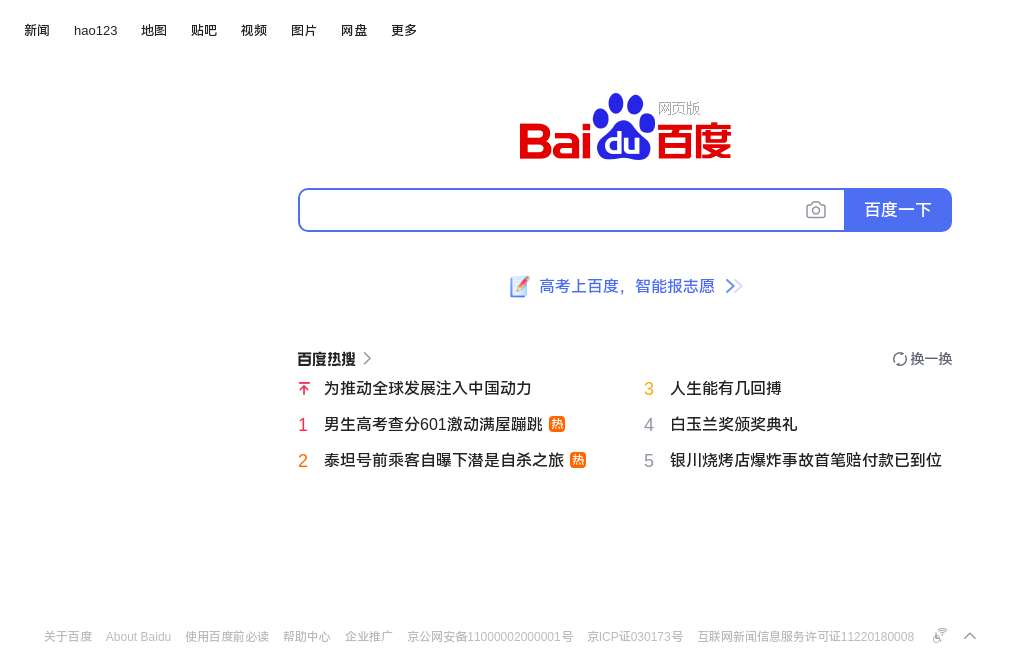 新闻 hao123 地图 贴吧 视频 图片 网盘 更多
网页版
Bai du 百度
百度一下
高考上百度，智能报志愿
百度热搜 换一换
为推动全球发展注入中国动力
1 男生高考查分601激动满屋蹦跳 热
2 泰坦号前乘客自曝下潜是自杀之旅 热
3 人生能有几回搏
4 白玉兰奖颁奖典礼
5 银川烧烤店爆炸事故首笔赔付款已到位
关于百度 About Baidu 使用百度前必读 帮助中心 企业推广 京公网安备11000002000001号 京ICP证030173号 互联网新闻信息服务许可证11220180008